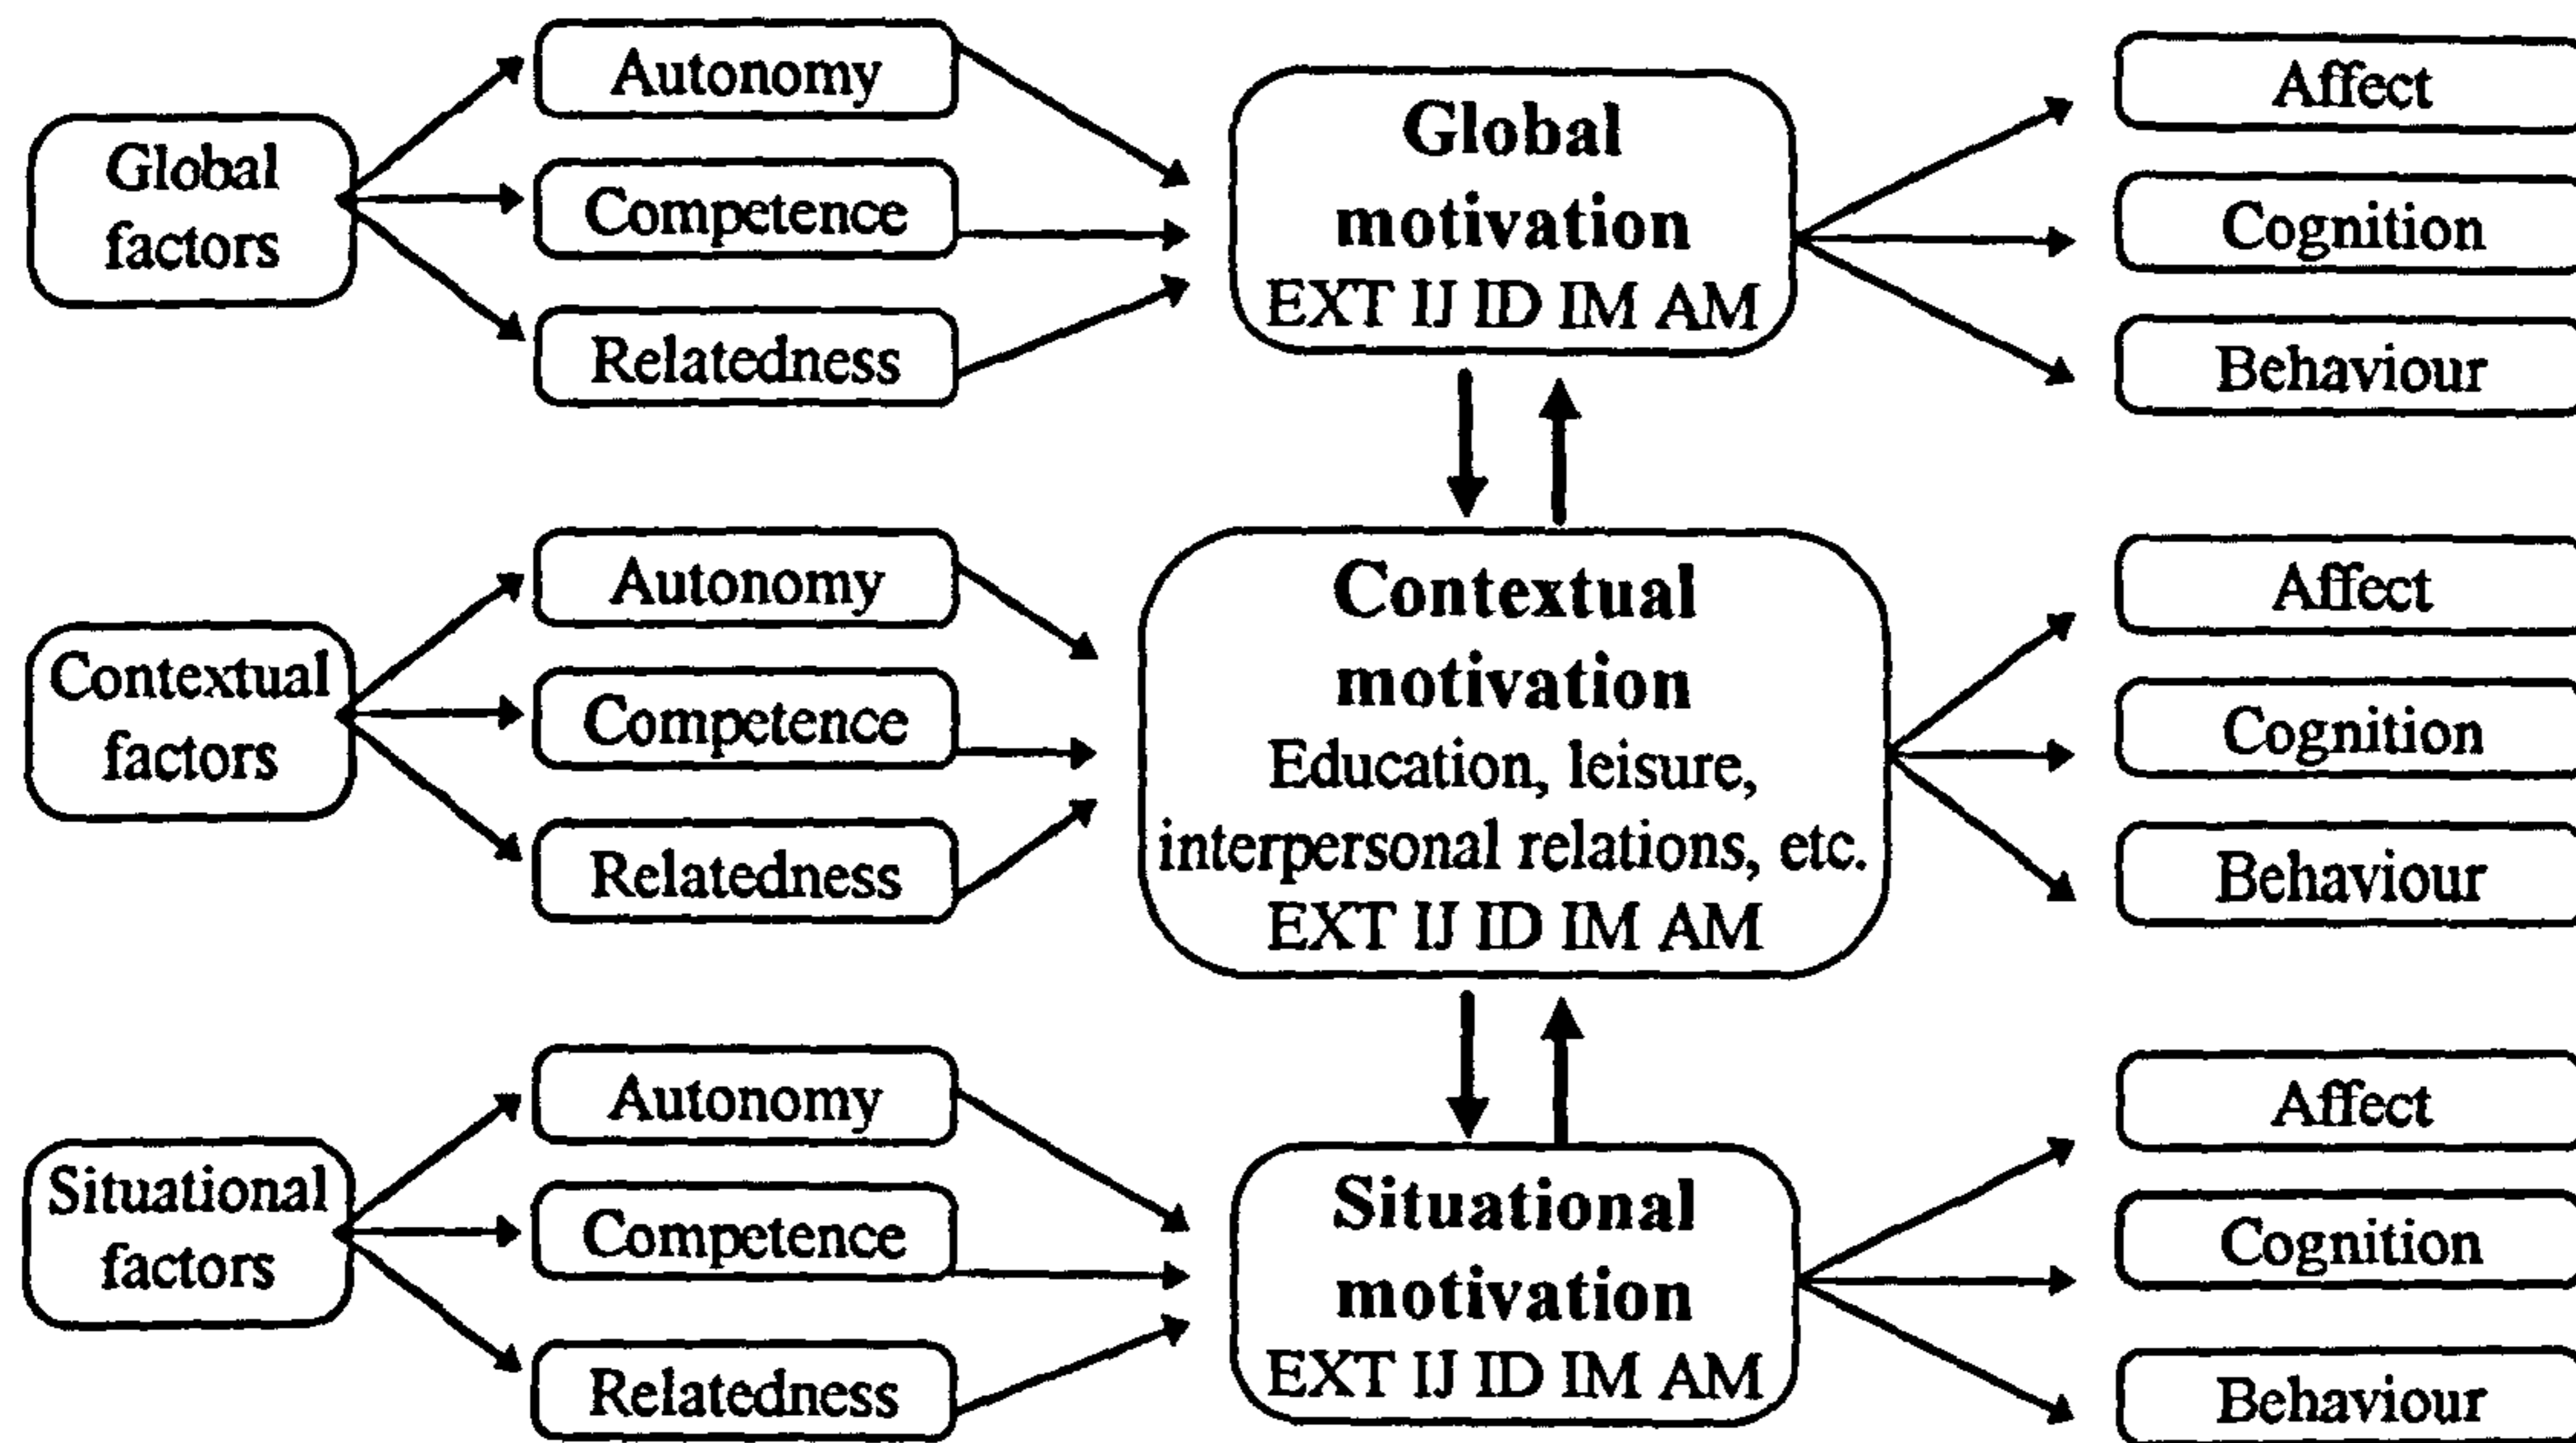 Global
factors
Autonomy
Competence
Relatedness
Global
motivation
EXT IJ ID IM AM
Affect
Cognition
Behaviour
Contextual
factors
Autonomy
Competence
Relatedness
Contextual
motivation
Education, leisure,
interpersonal relations, etc.
EXT IJ ID IM AM
Affect
Cognition
Behaviour
Situational
factors
Autonomy
Competence
Relatedness
Situational
motivation
EXT IJ ID IM AM
Affect
Cognition
Behaviour